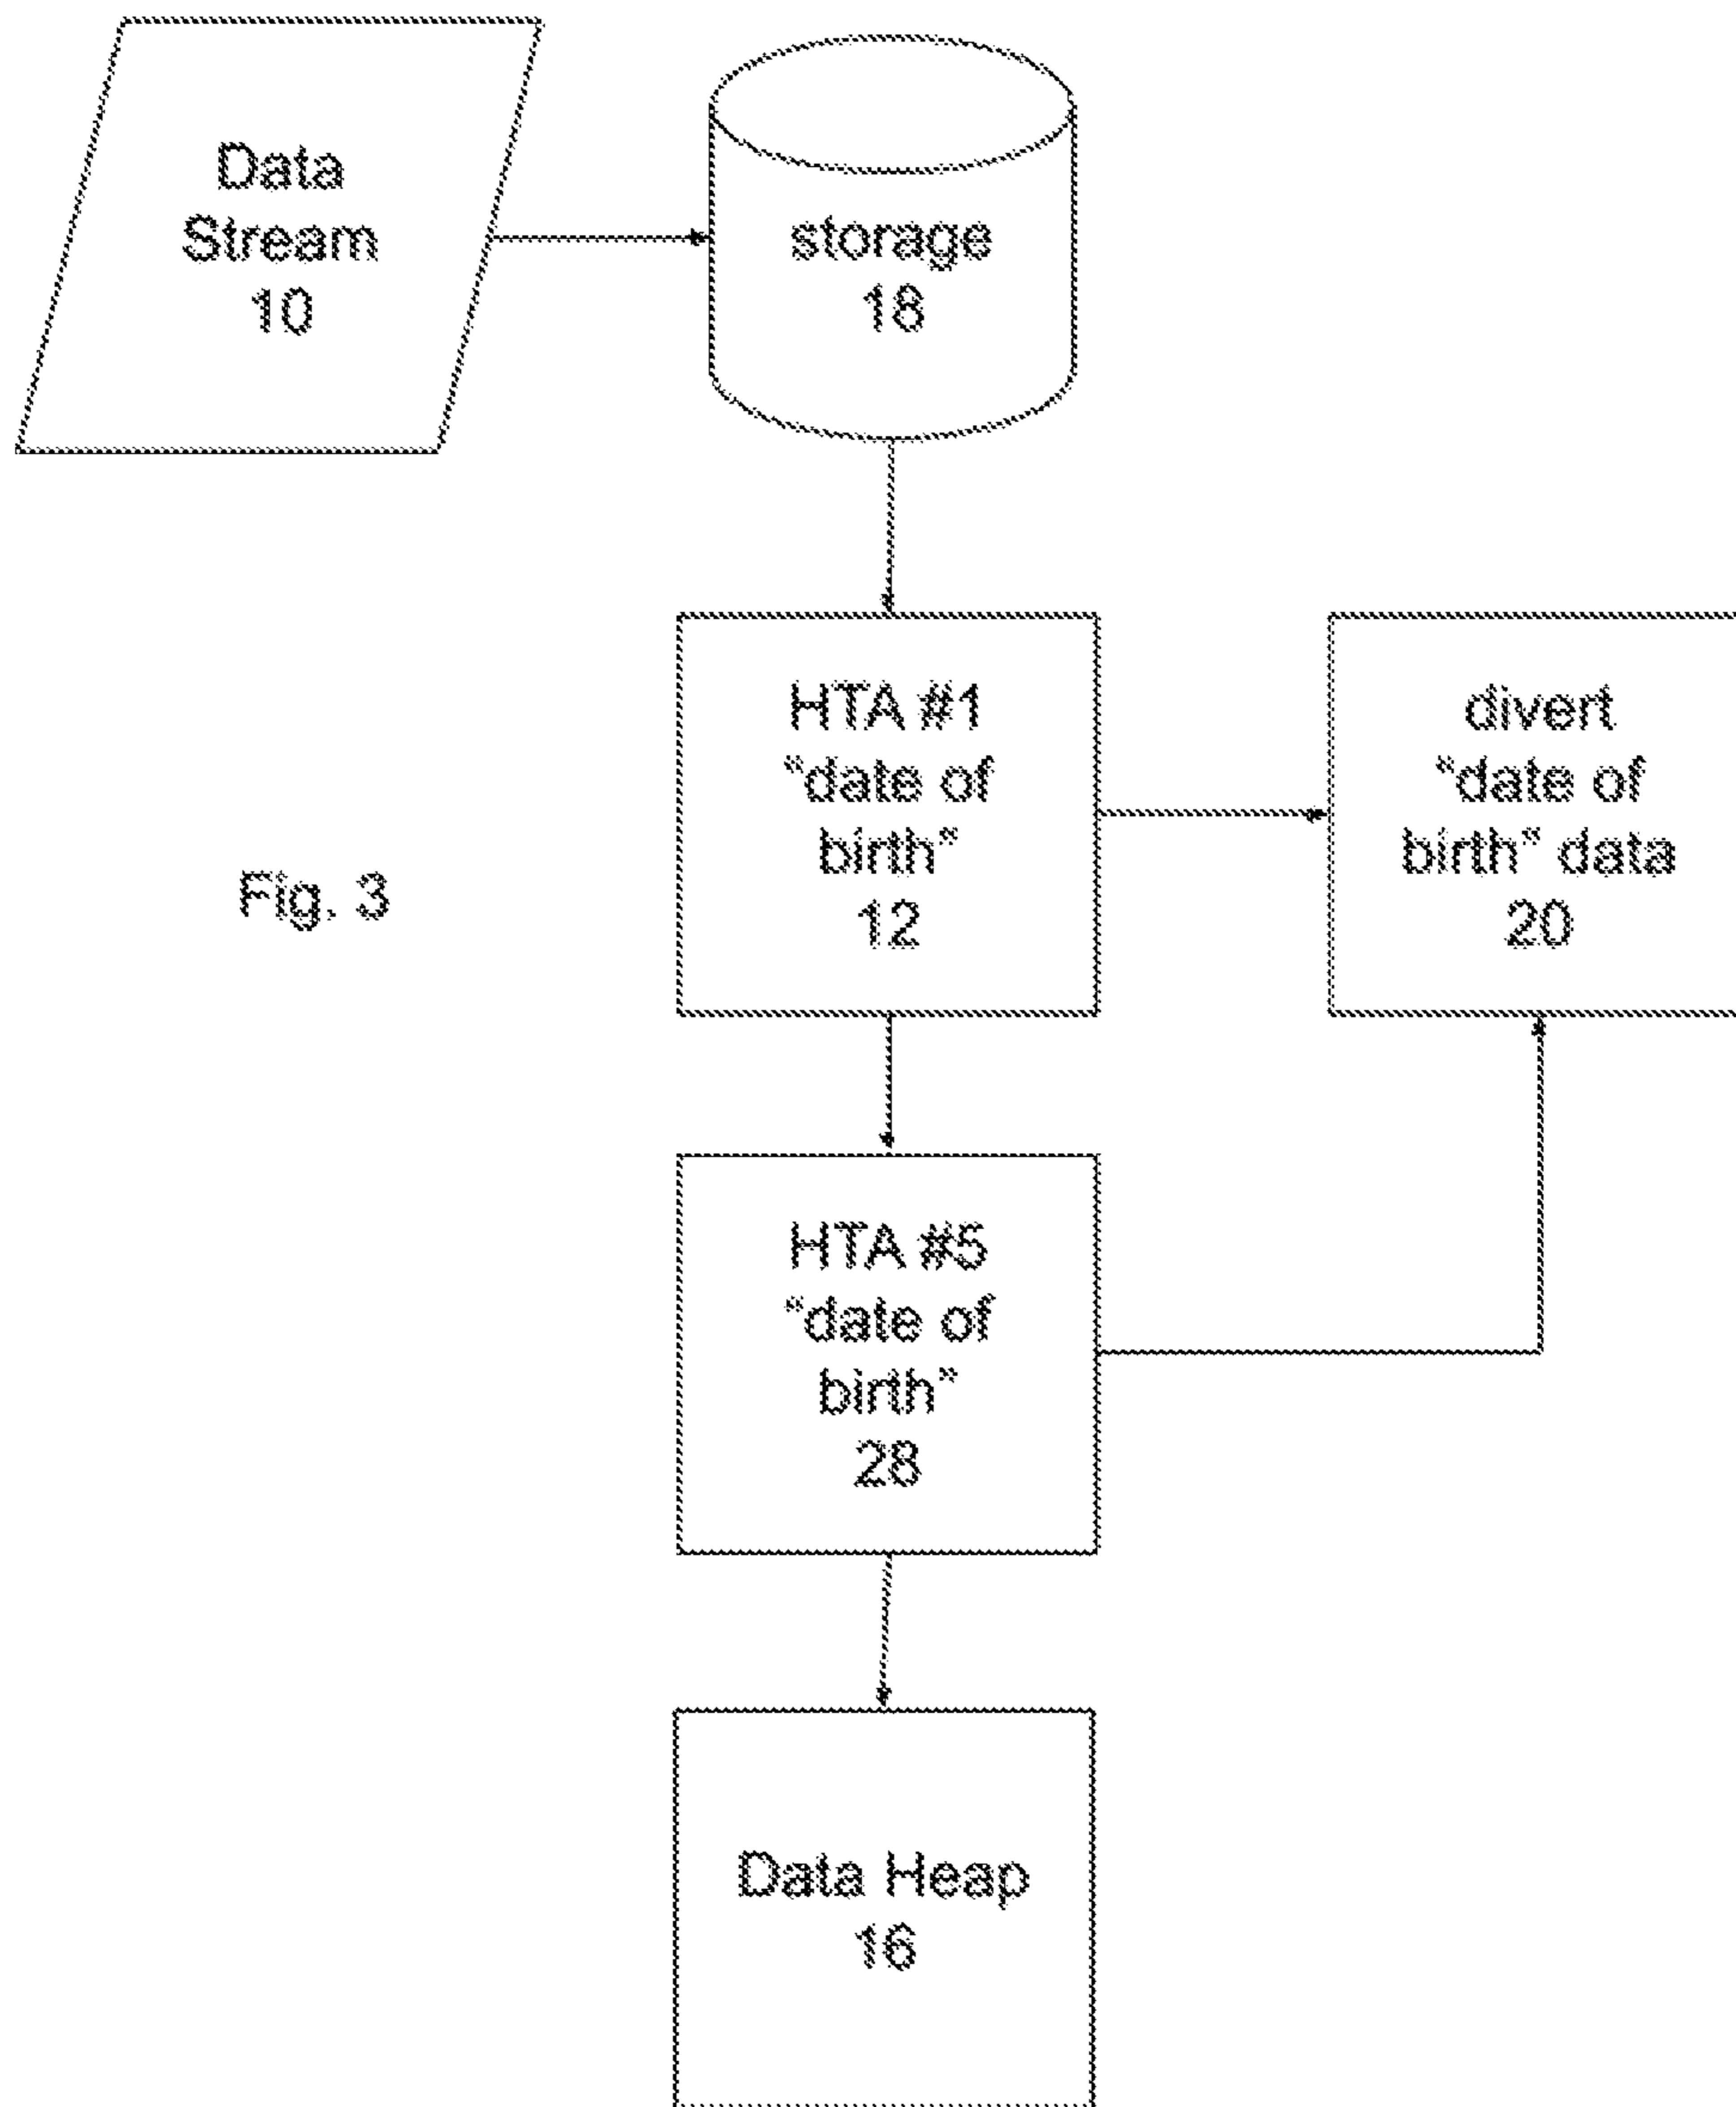 Data
Stream
10
storage
18
HTA #1
"date of
birth"
12
divert
"date of
birth" data
20
Fig. 3
HTA #5
"date of
birth"
28
Data Heap
16